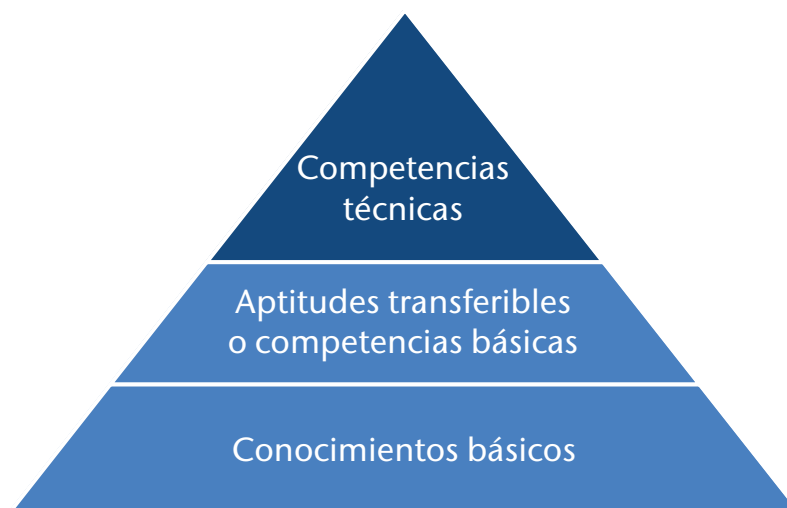 Competencias
técnicas
Aptitudes transferibles
o competencias básicas
Conocimientos básicos